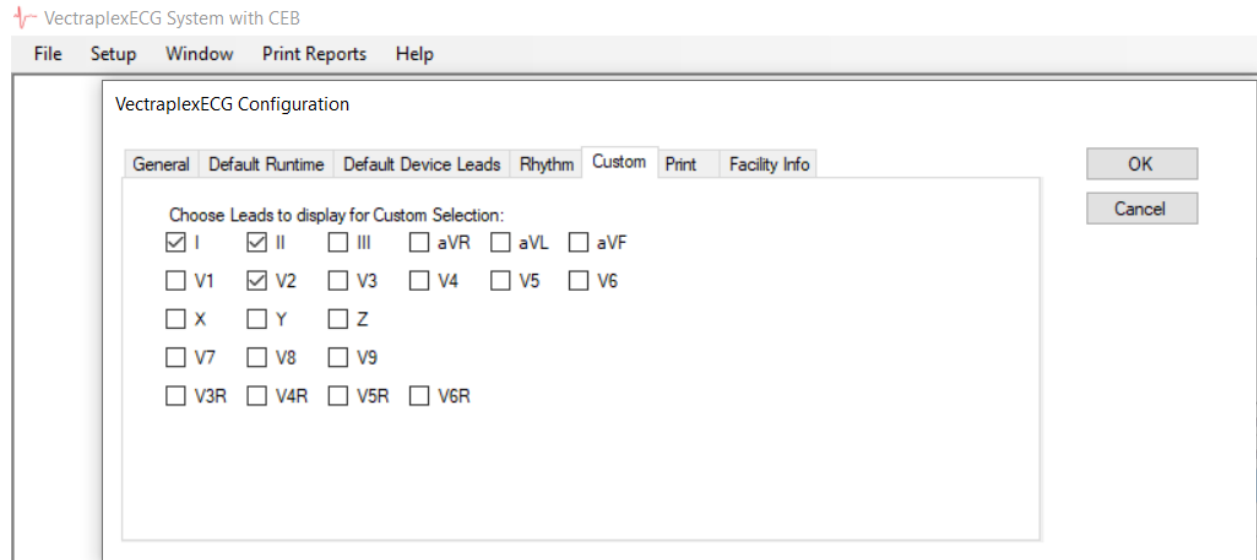 VectraplexECG System with CEB
File Setup Window Print Reports Help
VectraplexECG Configuration
General Default Runtime Default Device Leads Rhythm Custom Print Facility Info
OK
Cancel
Choose Leads to display for Custom Selection:
I II III aVR aVL aVF
V1 V2 V3 V4 V5 V6
X Y Z
V7 V8 V9
V3R V4R V5R V6R